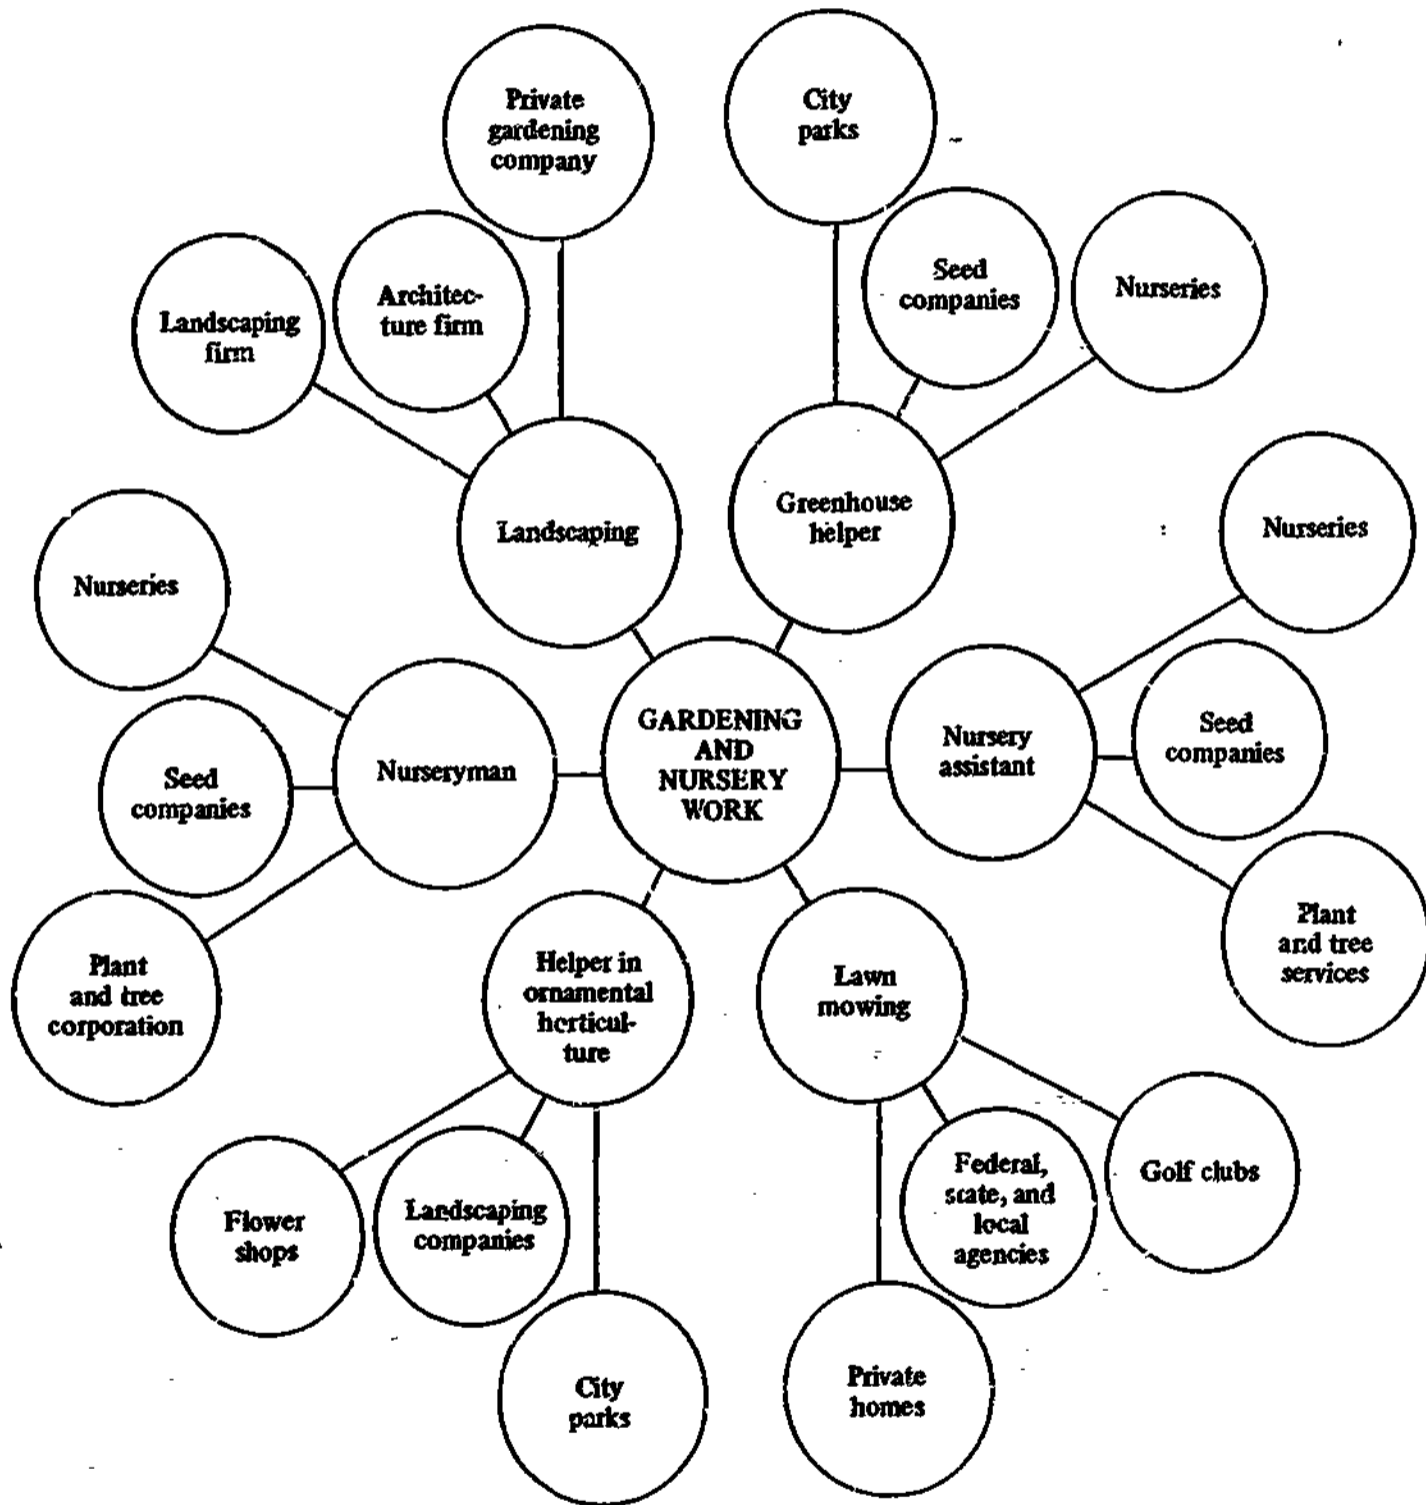 Private
gardening
company
City
parks
Architec-
ture firm
Landscaping
firm
Seed
companies
Nurseries
Landscaping
Greenhouse
helper
Nurseries
Nurseries
GARDENING
AND
NURSERY
WORK
Nurseryman
Seed
companies
Nursery
assistant
Seed
companies
Plant
and tree
corporation
Helper in
ornamental
horticul-
ture
Lawn
mowing
Plant
and tree
services
Flower
shops
Landscaping
companies
City
parks
Federal,
state, and
local
agencies
Golf clubs
Private
homes